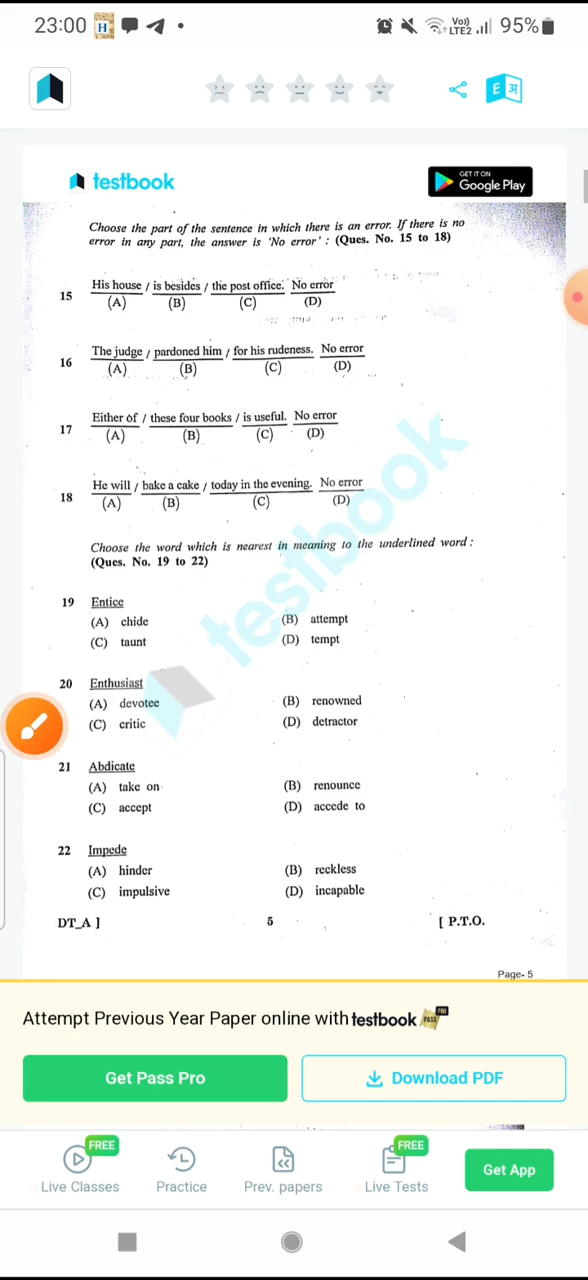 23:00 H Vo)) LTE2 95%
E अ
testbook GET IT ON Google Play
Choose the part of the sentence in which there is an error. If there is no
error in any part, the answer is 'No error' : (Ques. No. 15 to 18)
15 His house / is besides / the post office. No error
(A) (B) (C) (D)
16 The judge / pardoned him / for his rudeness. No error
(A) (B) (C) (D)
17 Either of / these four books / is useful. No error
(A) (B) (C) (D)
18 He will / bake a cake / today in the evening. No error
(A) (B) (C) (D)
testbook
Choose the word which is nearest in meaning to the underlined word :
(Ques. No. 19 to 22)
19 Entice
(A) chide (B) attempt
(C) taunt (D) tempt
20 Enthusiast
(A) devotee (B) renowned
(C) critic (D) detractor
21 Abdicate
(A) take on (B) renounce
(C) accept (D) accede to
22 Impede
(A) hinder (B) reckless
(C) impulsive (D) incapable
DT_A ] 5 [ P.T.O.
Page- 5
Attempt Previous Year Paper online with testbook PASS PRO
Get Pass Pro Download PDF
FREE FREE
Live Classes Practice Prev. papers Live Tests Get App